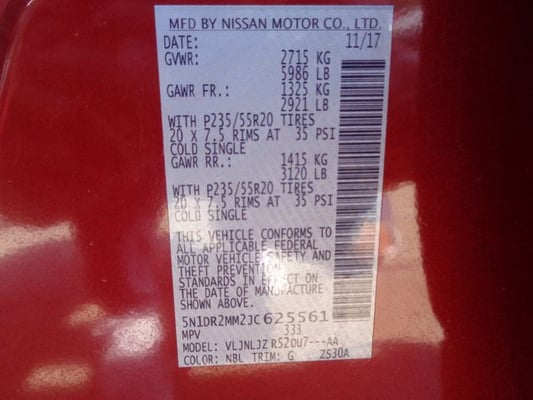 MFD BY NISSAN MOTOR CO., LTD.
DATE: 11/17
GVWR: 2715 KG
5986 LB
GAWR FR.: 1325 KG
2921 LB
WITH P235/55R20 TIRES
20 X 7.5 RIMS AT 35 PSI
COLD SINGLE
GAWR RR.: 1415 KG
3120 LB
WITH P235/55R20 TIRES
20 X 7.5 RIMS AT 35 PSI
COLD SINGLE
THIS VEHICLE CONFORMS TO
ALL APPLICABLE FEDERAL
MOTOR VEHICLE SAFETY AND
THEFT PREVENTION
STANDARDS IN EFFECT ON
THE DATE OF MANUFACTURE
5N1DR2MM2JC625561
MPV 333
MODEL: VLJNLJZ R52DU7---AA
COLOR: NBL TRIM: G ZS30A